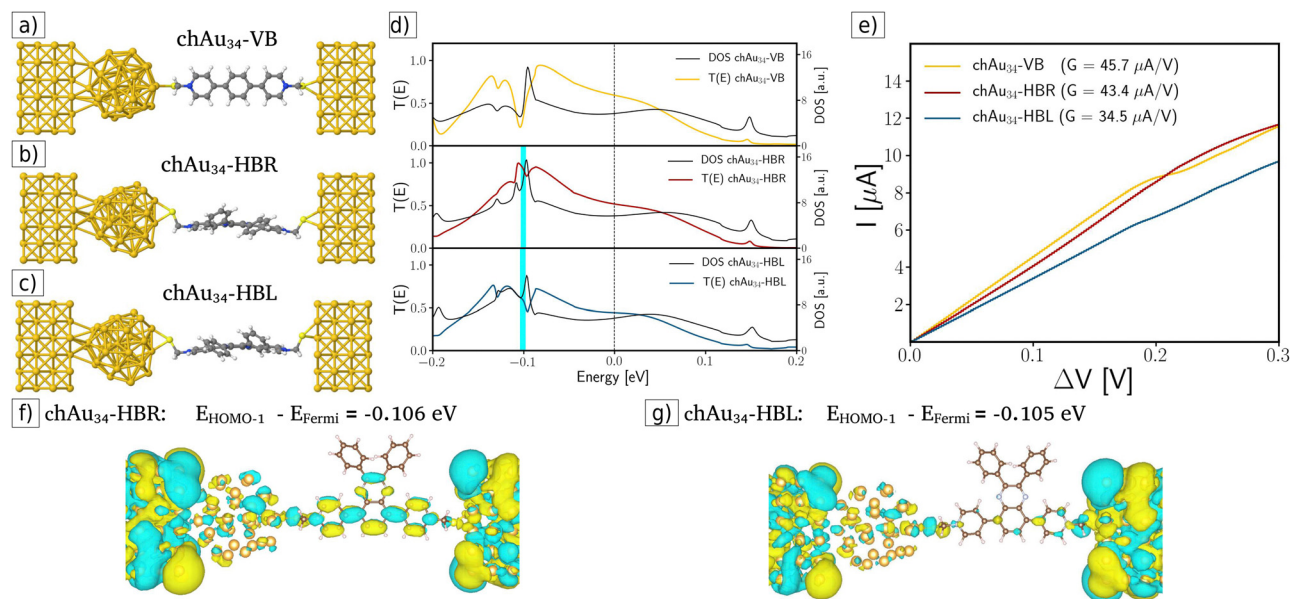 a)
chAu34-VB
b)
chAu34-HBR
c)
chAu34-HBL
d)
1.0
0.5
0.0
T(E)
DOS chAu34-VB
T(E) chAu34-VB
16
8
0
DOS [a.u.]
1.0
0.5
0.0
T(E)
DOS chAu34-HBR
T(E) chAu34-HBR
16
8
0
DOS [a.u.]
1.0
0.5
0.0
T(E)
DOS chAu34-HBL
T(E) chAu34-HBL
16
8
0
DOS [a.u.]
−0.2 −0.1 0.0 0.1 0.2
Energy [eV]
e)
14
12
10
8
6
4
2
I [μA]
chAu34-VB (G = 45.7 μA/V)
chAu34-HBR (G = 43.4 μA/V)
chAu34-HBL (G = 34.5 μA/V)
0.0 0.1 0.2 0.3
ΔV [V]
f) chAu34-HBR: EHOMO-1 - EFermi = -0.106 eV
g) chAu34-HBL: EHOMO-1 - EFermi = -0.105 eV